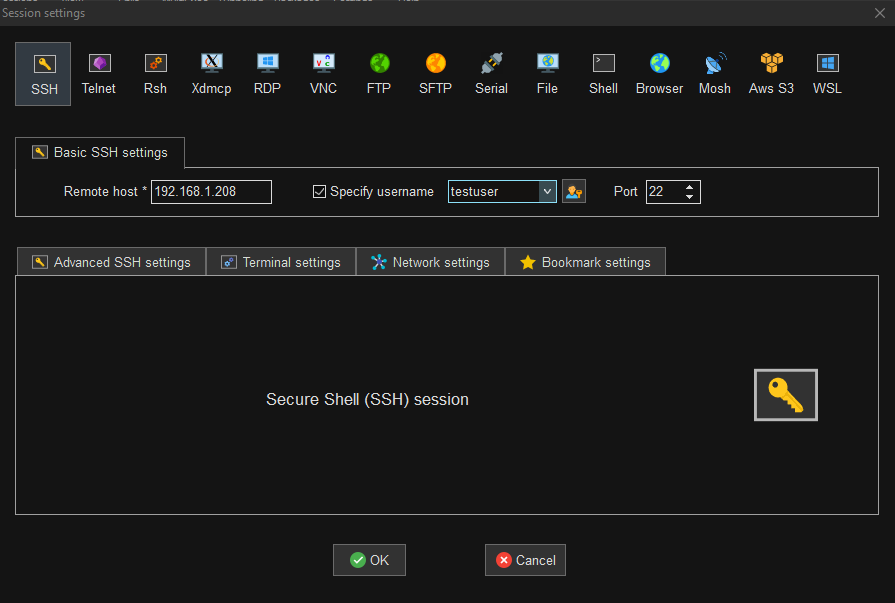 Session settings
SSH Telnet Rsh Xdmcp RDP VNC FTP SFTP Serial File Shell Browser Mosh Aws S3 WSL
Basic SSH settings
Remote host * 192.168.1.208 Specify username testuser Port 22
Advanced SSH settings Terminal settings Network settings Bookmark settings
Secure Shell (SSH) session
OK Cancel